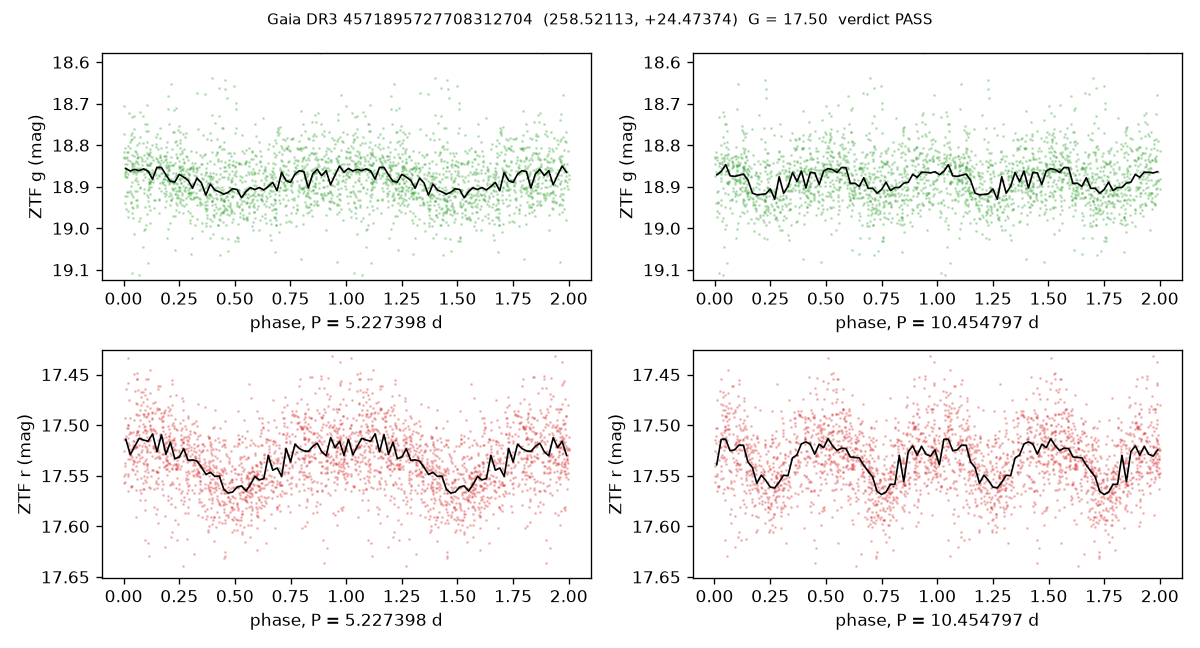 Gaia DR3 4571895727708312704 (258.52113, +24.47374) G = 17.50 verdict PASS
ZTF g (mag)
18.6
18.7
18.8
18.9
19.0
19.1
0.00 0.25 0.50 0.75 1.00 1.25 1.50 1.75 2.00
phase, P = 5.227398 d
ZTF g (mag)
18.6
18.7
18.8
18.9
19.0
19.1
0.00 0.25 0.50 0.75 1.00 1.25 1.50 1.75 2.00
phase, P = 10.454797 d
ZTF r (mag)
17.45
17.50
17.55
17.60
17.65
0.00 0.25 0.50 0.75 1.00 1.25 1.50 1.75 2.00
phase, P = 5.227398 d
ZTF r (mag)
17.45
17.50
17.55
17.60
17.65
0.00 0.25 0.50 0.75 1.00 1.25 1.50 1.75 2.00
phase, P = 10.454797 d